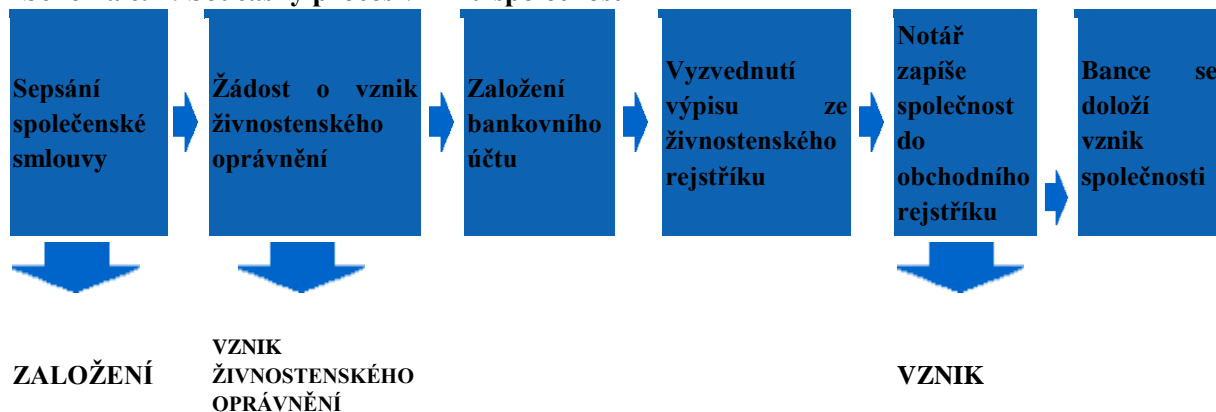 Sepsání
společenské
smlouvy
Žádost o vznik
živnostenského
oprávnění
Založení
bankovního
účtu
Vyzvednutí
výpisu ze
živnostenského
rejstříku
Notář
zapíše
společnost
do
obchodního
rejstříku
Bance se
doloží
vznik
společnosti
ZALOŽENÍ
VZNIK
ŽIVNOSTENSKÉHO
OPRÁVNĚNÍ
VZNIK